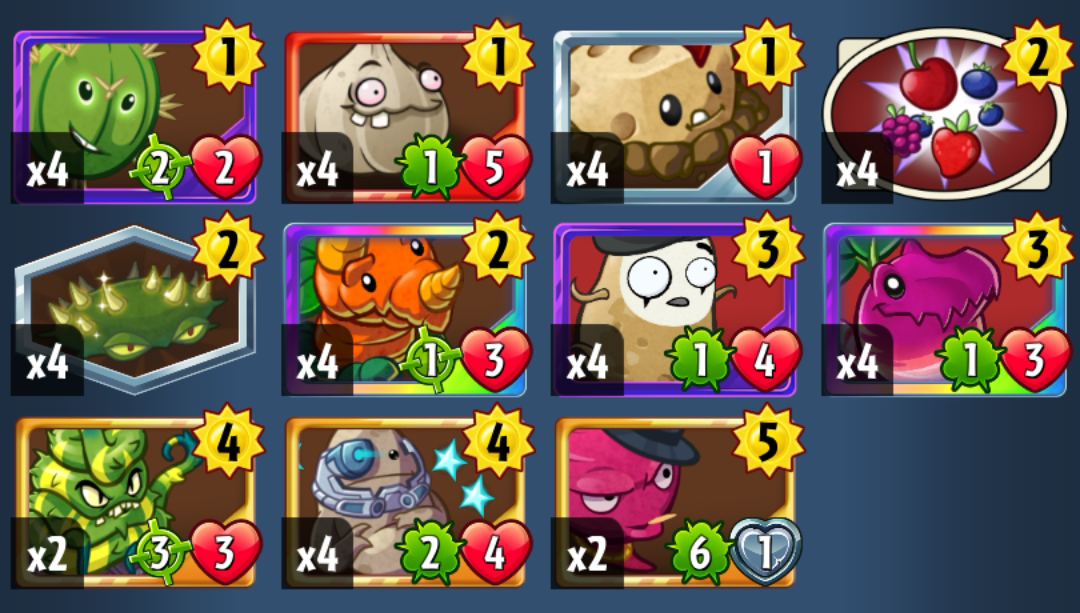 1 1 1 2
x4 2 2 x4 1 5 x4 1 x4
2 2 3 3
x4 x4 1 3 x4 1 4 x4 1 3
4 4 5
x2 3 3 x4 2 4 x2 6 1